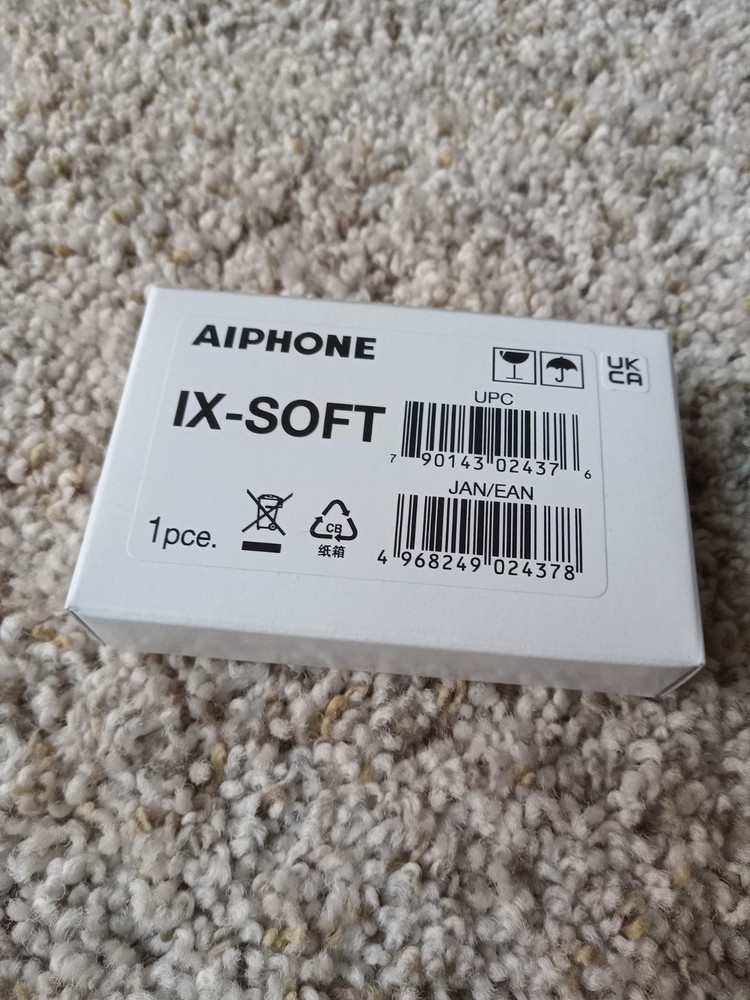 AIPHONE
IX-SOFT
1pce.
CB
纸箱
UPC
7 90143 02437 6
JAN/EAN
4 968249 024378
UK
CA